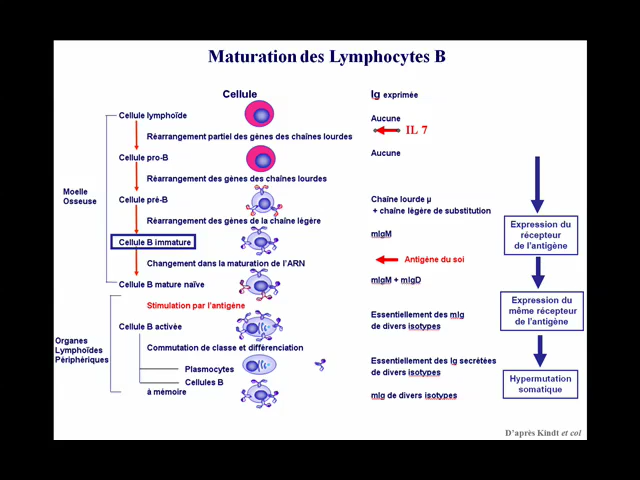 Maturation des Lymphocytes B
Cellule
Ig exprimée
Cellule lymphoïde
Aucune
Réarrangement partiel des gènes des chaînes lourdes
IL 7
Cellule pro-B
Aucune
Réarrangement des gènes des chaînes lourdes
Moelle
Osseuse
Cellule pré-B
Chaîne lourde µ
+ chaîne légère de substitution
Réarrangement des gènes de la chaîne légère
Cellule B immature
mIgM
Expression du
récepteur
de l'antigène
Changement dans la maturation de l'ARN
Antigène du soi
Cellule B mature naïve
mIgM + mIgD
Stimulation par l'antigène
Expression du
même récepteur
de l'antigène
Organes
Lymphoïdes
Périphériques
Cellule B activée
Essentiellement des mIg
de divers isotypes
Commutation de classe et différenciation
Plasmocytes
Essentiellement des Ig secrétées
de divers isotypes
Cellules B
à mémoire
mIg de divers isotypes
Hypermutation
somatique
D'après Kindt et col